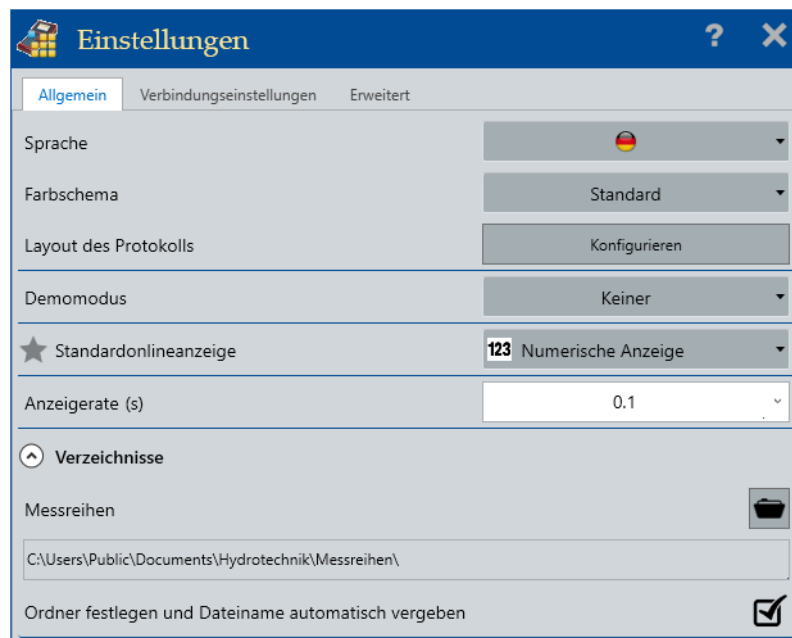 Einstellungen
?
Allgemein Verbindungseinstellungen Erweitert
Sprache
Farbschema Standard
Layout des Protokolls Konfigurieren
Demomodus Keiner
Standardonlineanzeige 123 Numerische Anzeige
Anzeigerate (s) 0.1
Verzeichnisse
Messreihen
C:\Users\Public\Documents\Hydrotechnik\Messreihen\
Ordner festlegen und Dateiname automatisch vergeben